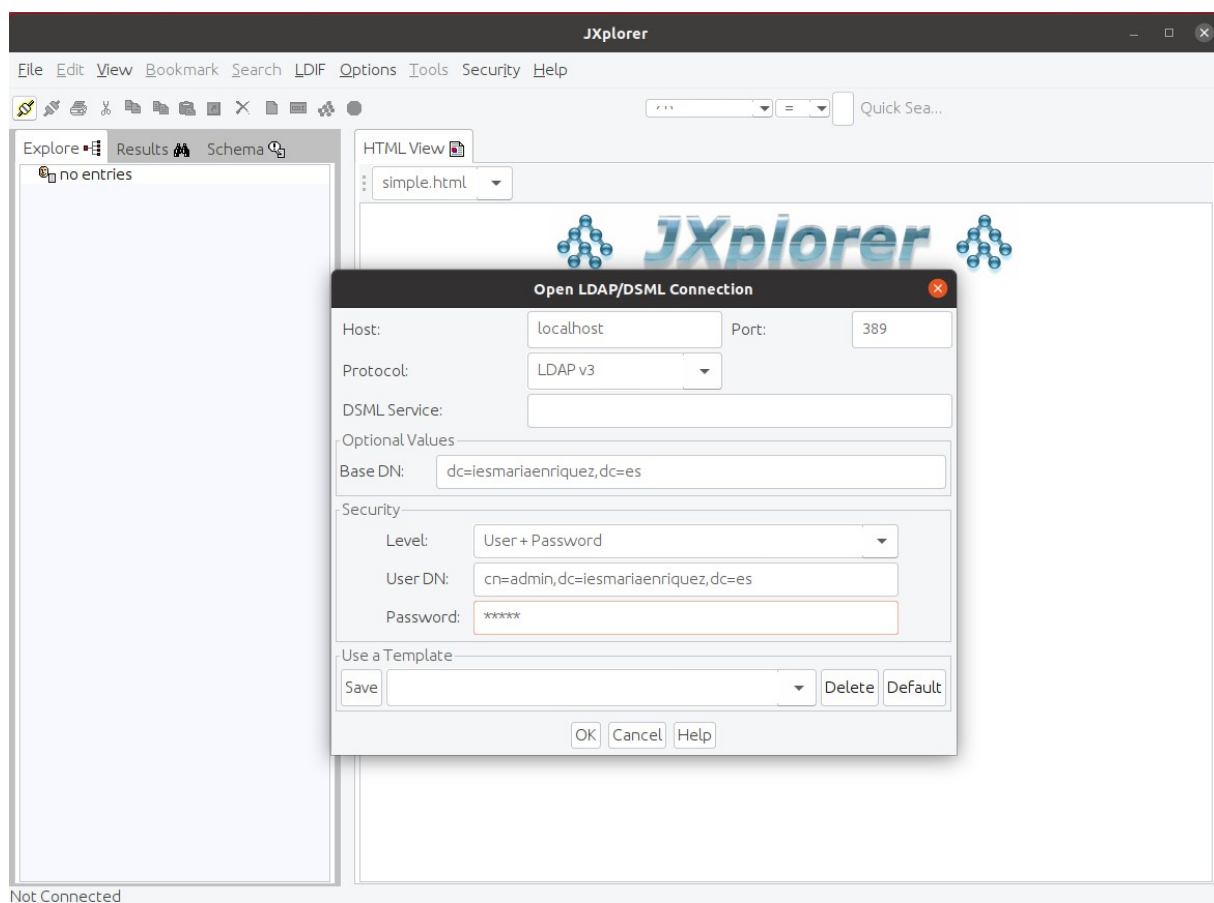 JXplorer
File Edit View Bookmark Search LDIF Options Tools Security Help
= Quick Sea...
Explore Results Schema HTML View
no entries
simple.html
JXplorer
Open LDAP/DSML Connection
Host: localhost Port: 389
Protocol: LDAP v3
DSML Service:
Optional Values
Base DN: dc=iesmariaenriquez,dc=es
Security
Level: User + Password
User DN: cn=admin,dc=iesmariaenriquez,dc=es
Password: *****
Use a Template
Save Delete Default
OK Cancel Help
Not Connected